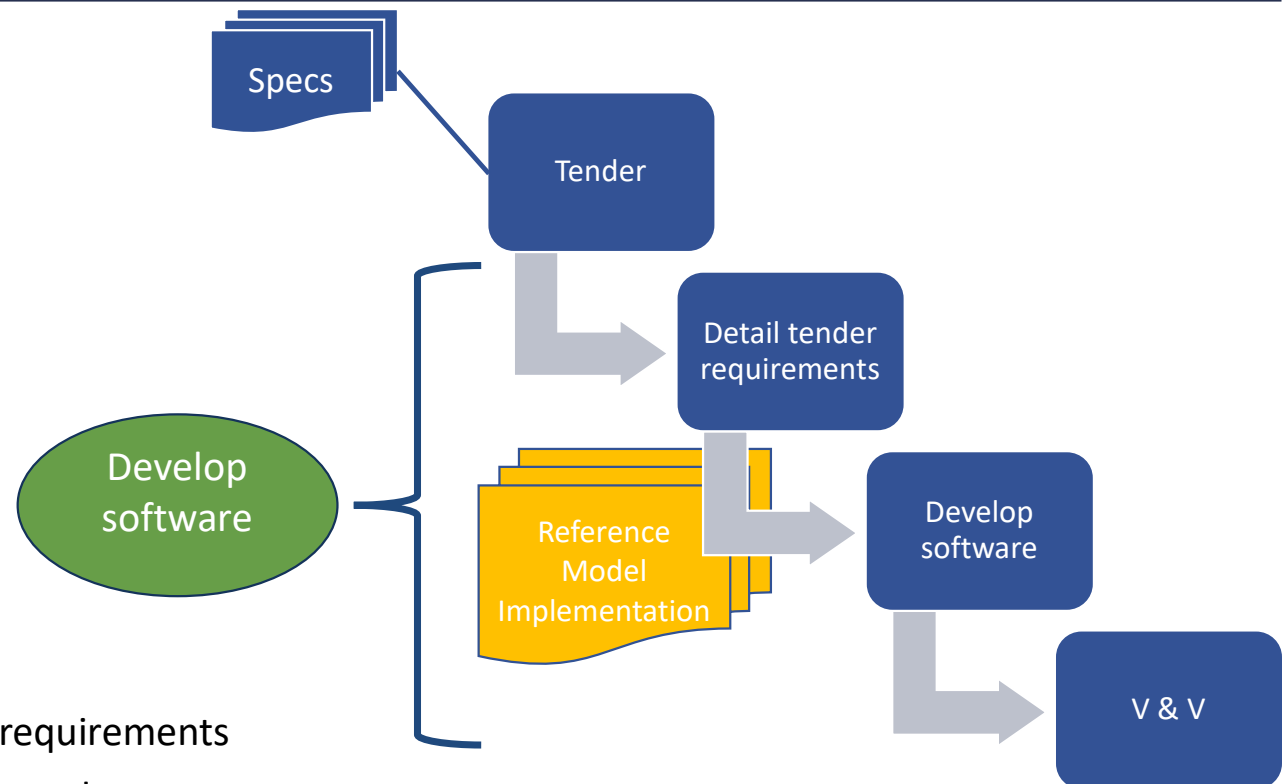 Specs
Tender
Detail tender
requirements
Develop
software
Reference
Model
Implementation
Develop
software
V & V
requirements